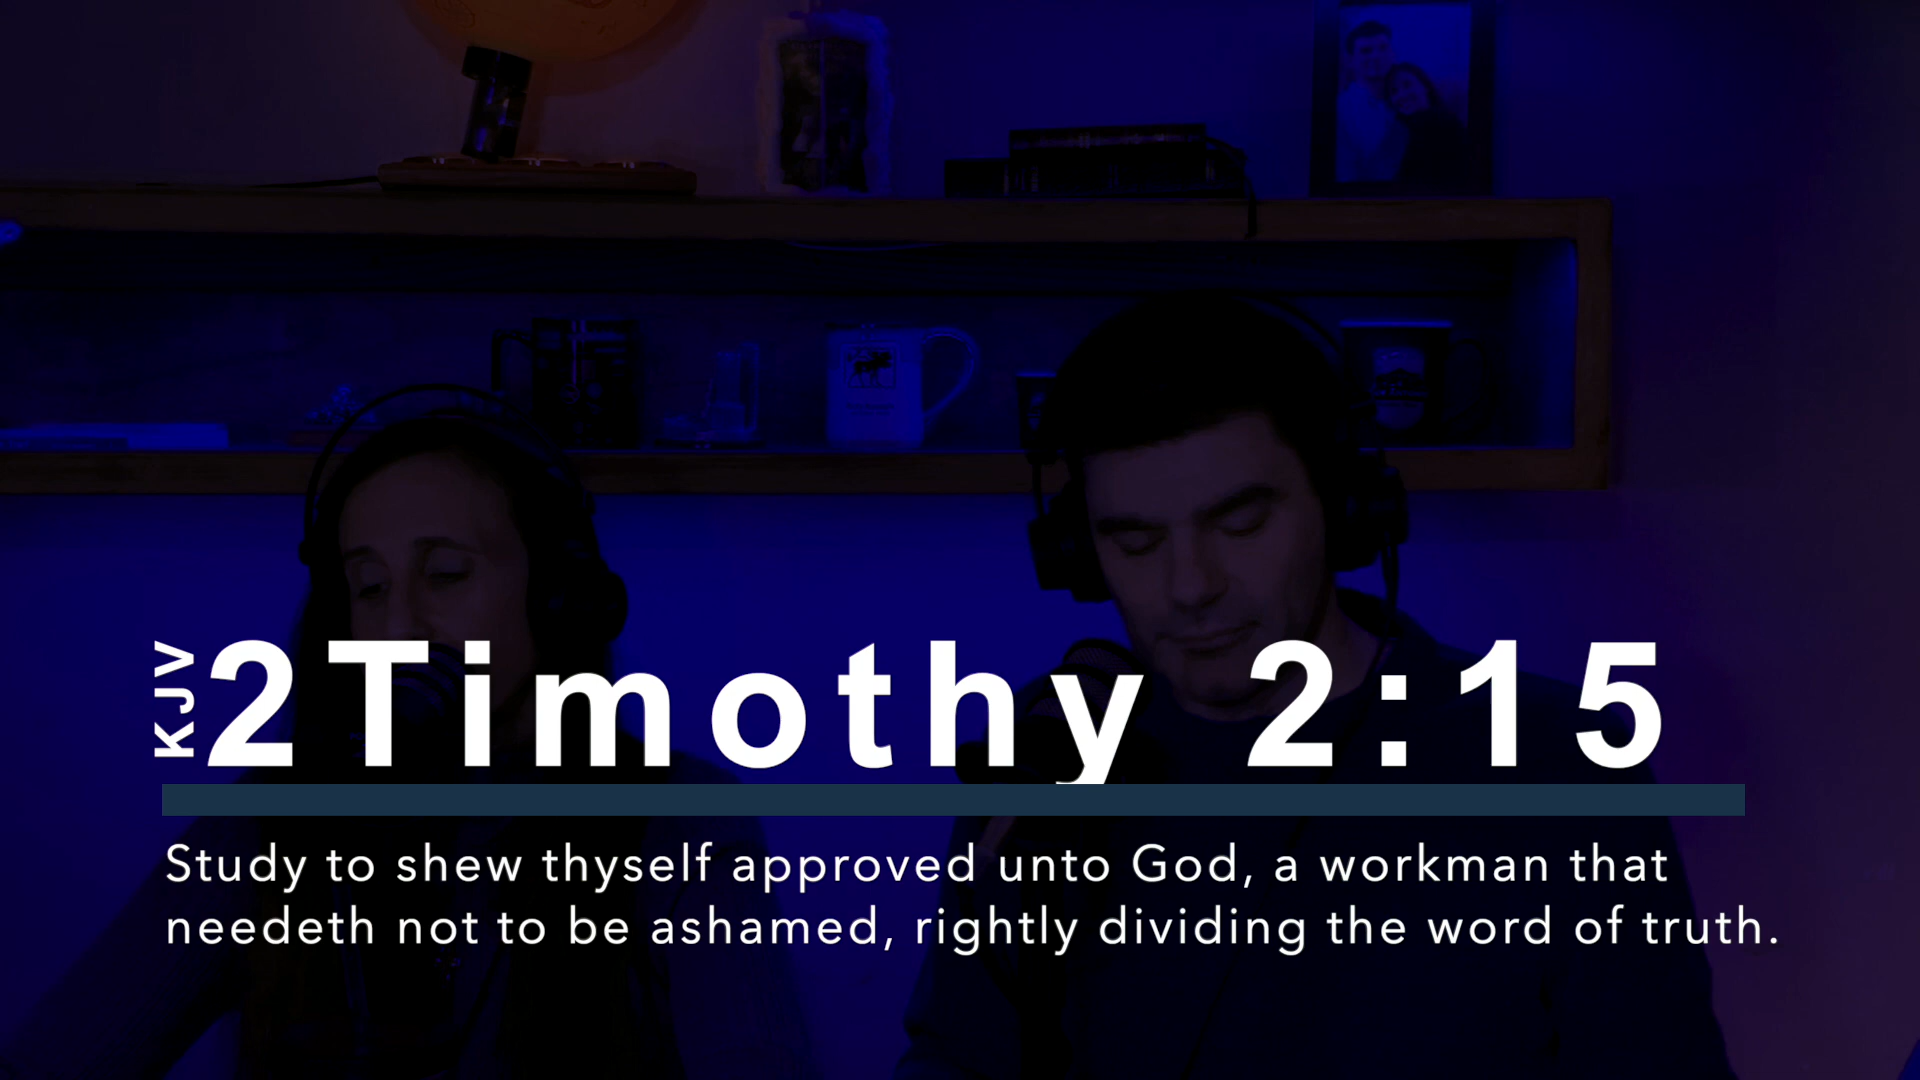 KJV
2Timothy 2:15
Study to shew thyself approved unto God, a workman that
needeth not to be ashamed, rightly dividing the word of truth.